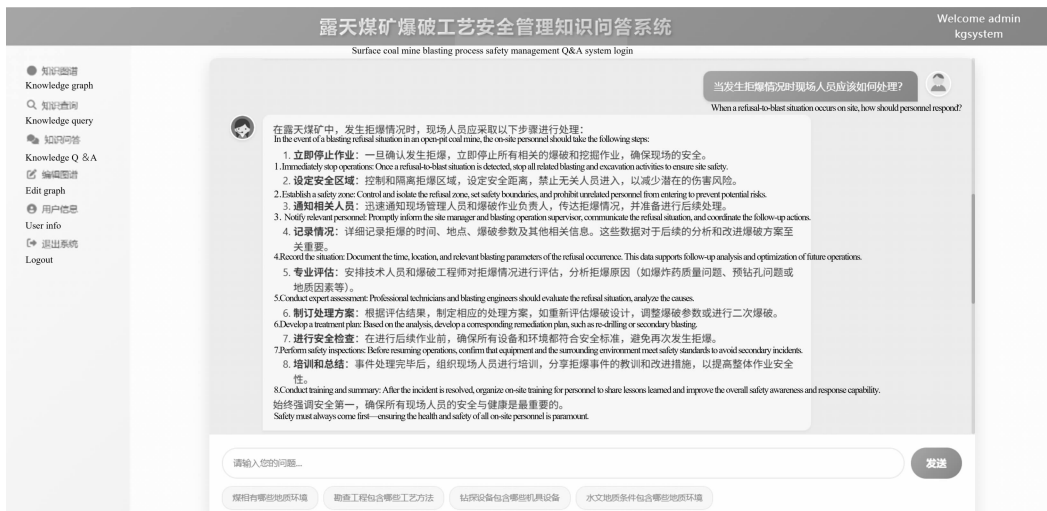 露天煤矿爆破工艺安全管理知识问答系统
Welcome admin
kgsystem
Surface coal mine blasting process safety management Q&A system login
知识图谱
Knowledge graph
知识查询
Knowledge query
知识问答
Knowledge Q &A
编辑图谱
Edit graph
用户信息
User info
退出系统
Logout
当发生拒爆情况时现场人员应该如何处理?
When a refusal-to-blast situation occurs on site, how should personnel respond?
在露天煤矿中，发生拒爆情况时，现场人员应采取以下步骤进行处理：
In the event of a blasting refusal situation in an open-pit coal mine, the on-site personnel should take the following steps:
1. 立即停止作业：一旦确认发生拒爆，立即停止所有相关的爆破和挖掘作业，确保现场的安全。
1.Immediately stop operations: Once a refusal-to-blast situation is detected, stop all related blasting and excavation activities to ensure site safety.
2. 设定安全区域：控制和隔离拒爆区域，设定安全距离，禁止无关人员进入，以减少潜在的伤害风险。
2.Establish a safety zone: Control and isolate the refusal zone, set safety boundaries, and prohibit unrelated personnel from entering to prevent potential risks.
3. 通知相关人员：迅速通知现场管理人员和爆破作业负责人，传达拒爆情况，并准备进行后续处理。
3. Notify relevant personnel: Promptly inform the site manager and blasting operation supervisor, communicate the refusal situation, and coordinate the follow-up actions.
4. 记录情况：详细记录拒爆的时间、地点、爆破参数及其他相关信息。这些数据对于后续的分析和改进爆破方案至
关重要。
4.Record the situation: Document the time, location, and relevant blasting parameters of the refusal occurrence. This data supports follow-up analysis and optimization of future operations.
5. 专业评估：安排技术人员和爆破工程师对拒爆情况进行评估，分析拒爆原因（如爆炸药质量问题、预钻孔问题或
地质因素等）。
5.Conduct expert assessment: Professional technicians and blasting engineers should evaluate the refusal situation, analyze the causes.
6. 制订处理方案：根据评估结果，制定相应的处理方案，如重新评估爆破设计，调整爆破参数或进行二次爆破。
6.Develop a treatment plan: Based on the analysis, develop a corresponding remediation plan, such as re-drilling or secondary blasting.
7. 进行安全检查：在进行后续作业前，确保所有设备和环境都符合安全标准，避免再次发生拒爆。
7.Perform safety inspections: Before resuming operations, confirm that equipment and the surrounding environment meet safety standards to avoid secondary incidents.
8. 培训和总结：事件处理完毕后，组织现场人员进行培训，分享拒爆事件的教训和改进措施，以提高整体作业安全
性。
8.Conduct training and summary: After the incident is resolved, organize on-site training for personnel to share lessons learned and improve the overall safety awareness and response capability.
始终强调安全第一，确保所有现场人员的安全与健康是最重要的。
Safety must always come first—ensuring the health and safety of all on-site personnel is paramount.
请输入您的问题...
发送
煤相有哪些地质环境
勘查工程包含哪些工艺方法
钻探设备包含哪些机具设备
水文地质条件包含哪些地质环境